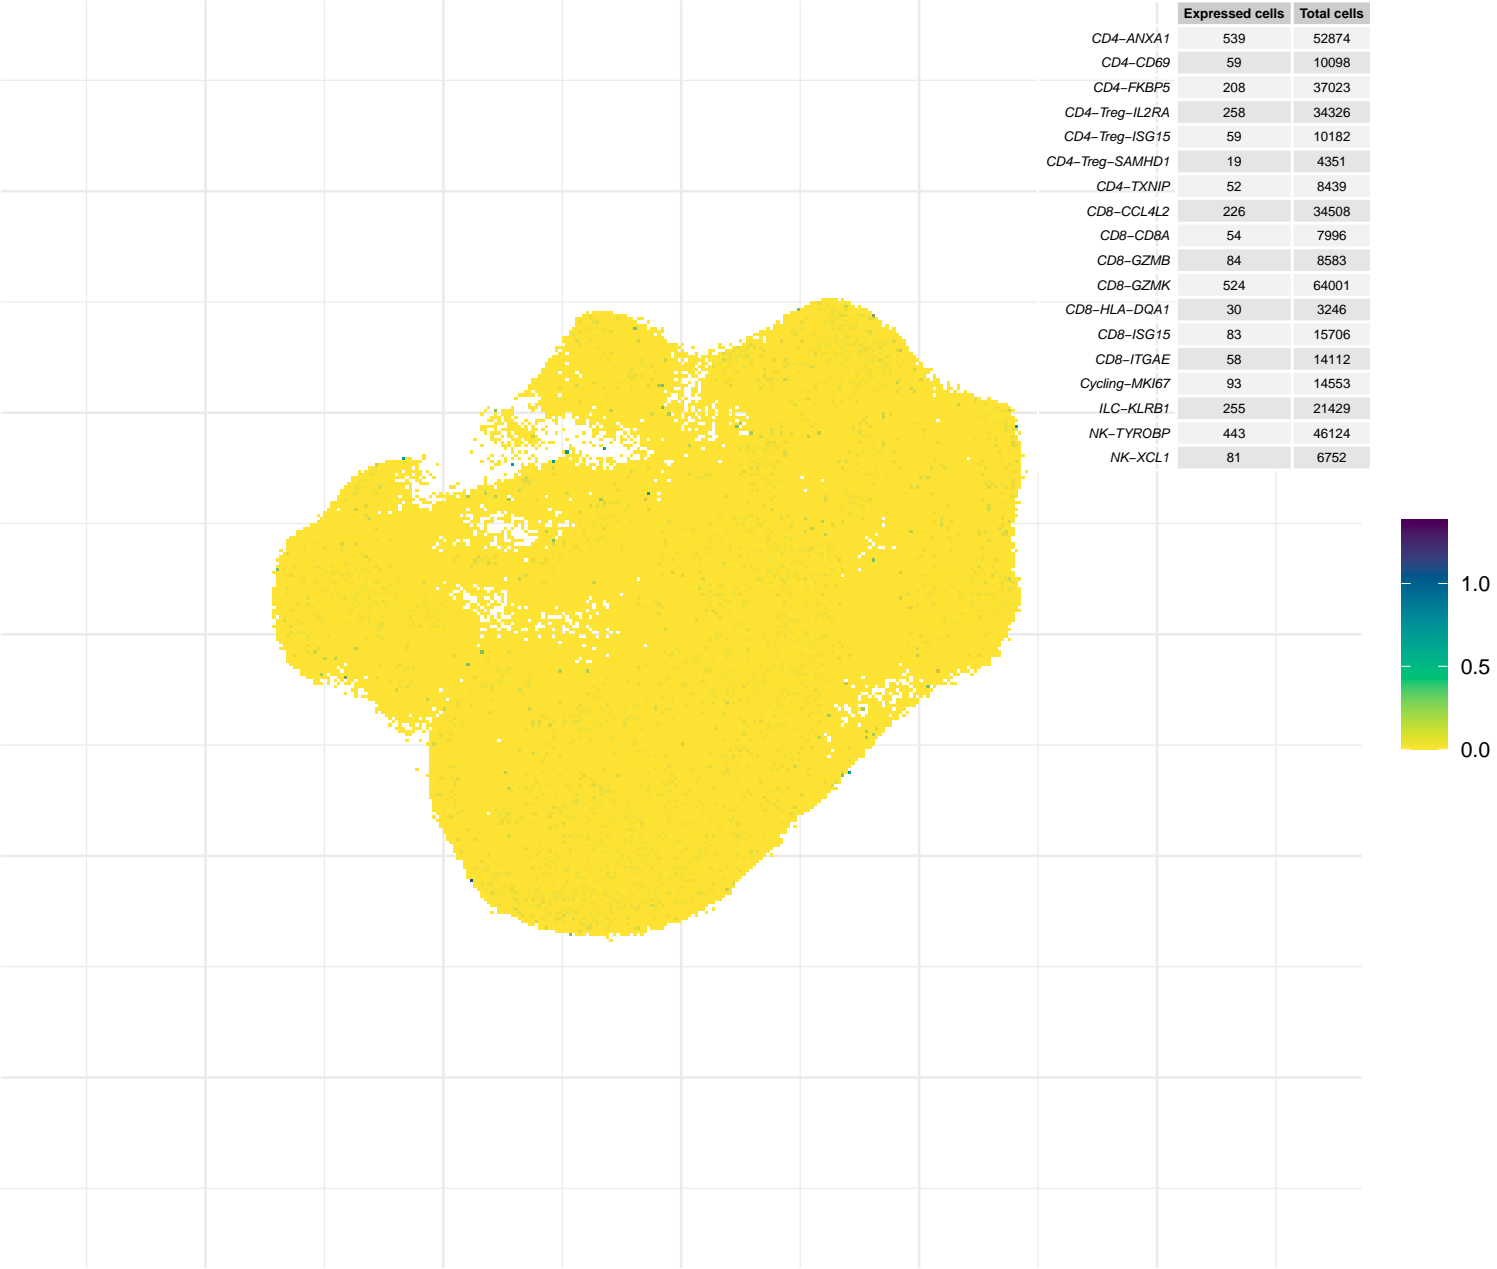 Expressed cells Total cells
CD4−ANXA1 539 52874
CD4−CD69 59 10098
CD4−FKBP5 208 37023
CD4−Treg−IL2RA 258 34326
CD4−Treg−ISG15 59 10182
CD4−Treg−SAMHD1 19 4351
CD4−TXNIP 52 8439
CD8−CCL4L2 226 34508
CD8−CD8A 54 7996
CD8−GZMB 84 8583
CD8−GZMK 524 64001
CD8−HLA−DQA1 30 3246
CD8−ISG15 83 15706
CD8−ITGAE 58 14112
Cycling−MKI67 93 14553
ILC−KLRB1 255 21429
NK−TYROBP 443 46124
NK−XCL1 81 6752
1.0
0.5
0.0